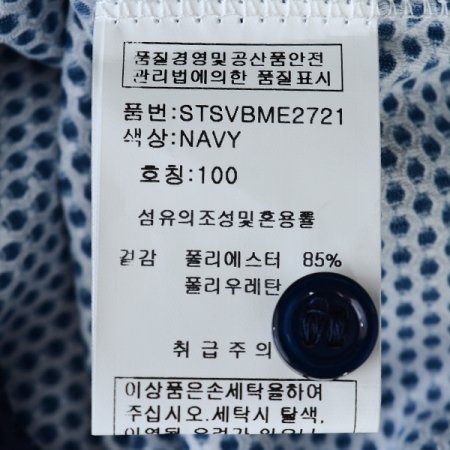 품질경영및공산품안전
관리법에의한 품질표시
품번:STSVBME2721
색상:NAVY
호칭:100
섬유의조성및혼용률
겉감 폴리에스터 85%
폴리우레탄
취급주의
이상품은손세탁율하여
주십시오.세탁시 탈색,